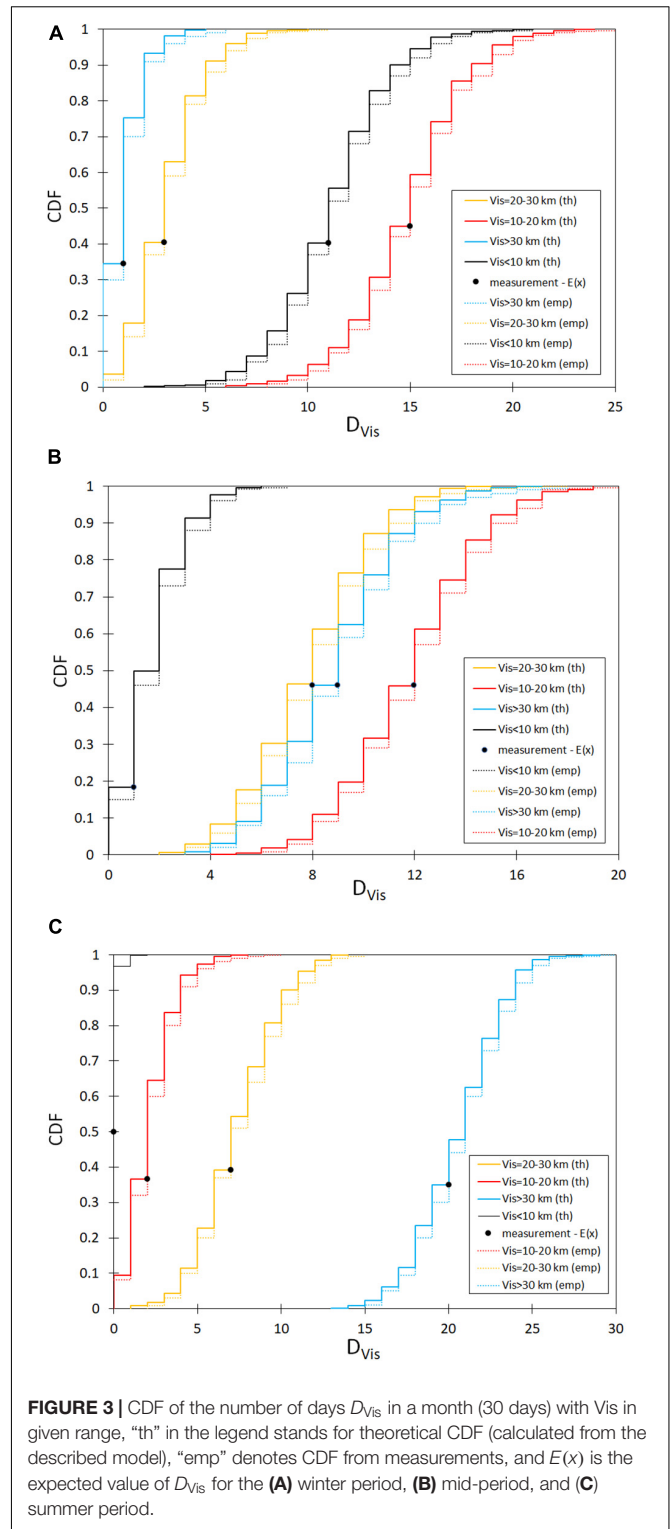 A
1
0.9
0.8
0.7
0.6
0.5
0.4
0.3
0.2
0.1
0
CDF
0 5 10 15 20 25
D_Vis
Vis=20-30 km (th)
Vis=10-20 km (th)
Vis>30 km (th)
Vis<10 km (th)
measurement - E(x)
Vis>30 km (emp)
Vis=20-30 km (emp)
Vis<10 km (emp)
Vis=10-20 km (emp)
B
1
0.9
0.8
0.7
0.6
0.5
0.4
0.3
0.2
0.1
0
CDF
0 4 8 12 16 20
D_Vis
Vis=20-30 km (th)
Vis=10-20 km (th)
Vis>30 km (th)
Vis<10 km (th)
measurement - E(x)
Vis<10 km (emp)
Vis=20-30 km (emp)
Vis>30 km (emp)
Vis=10-20 km (emp)
C
1
0.9
0.8
0.7
0.6
0.5
0.4
0.3
0.2
0.1
0
CDF
0 5 10 15 20 25 30
D_Vis
Vis=20-30 km (th)
Vis=10-20 km (th)
Vis>30 km (th)
Vis<10 km (th)
measurement - E(x)
Vis=10-20 km (emp)
Vis=20-30 km (emp)
Vis>30 km (emp)
FIGURE 3 | CDF of the number of days D_Vis in a month (30 days) with Vis in
given range, "th" in the legend stands for theoretical CDF (calculated from the
described model), "emp" denotes CDF from measurements, and E(x) is the
expected value of D_Vis for the (A) winter period, (B) mid-period, and (C)
summer period.